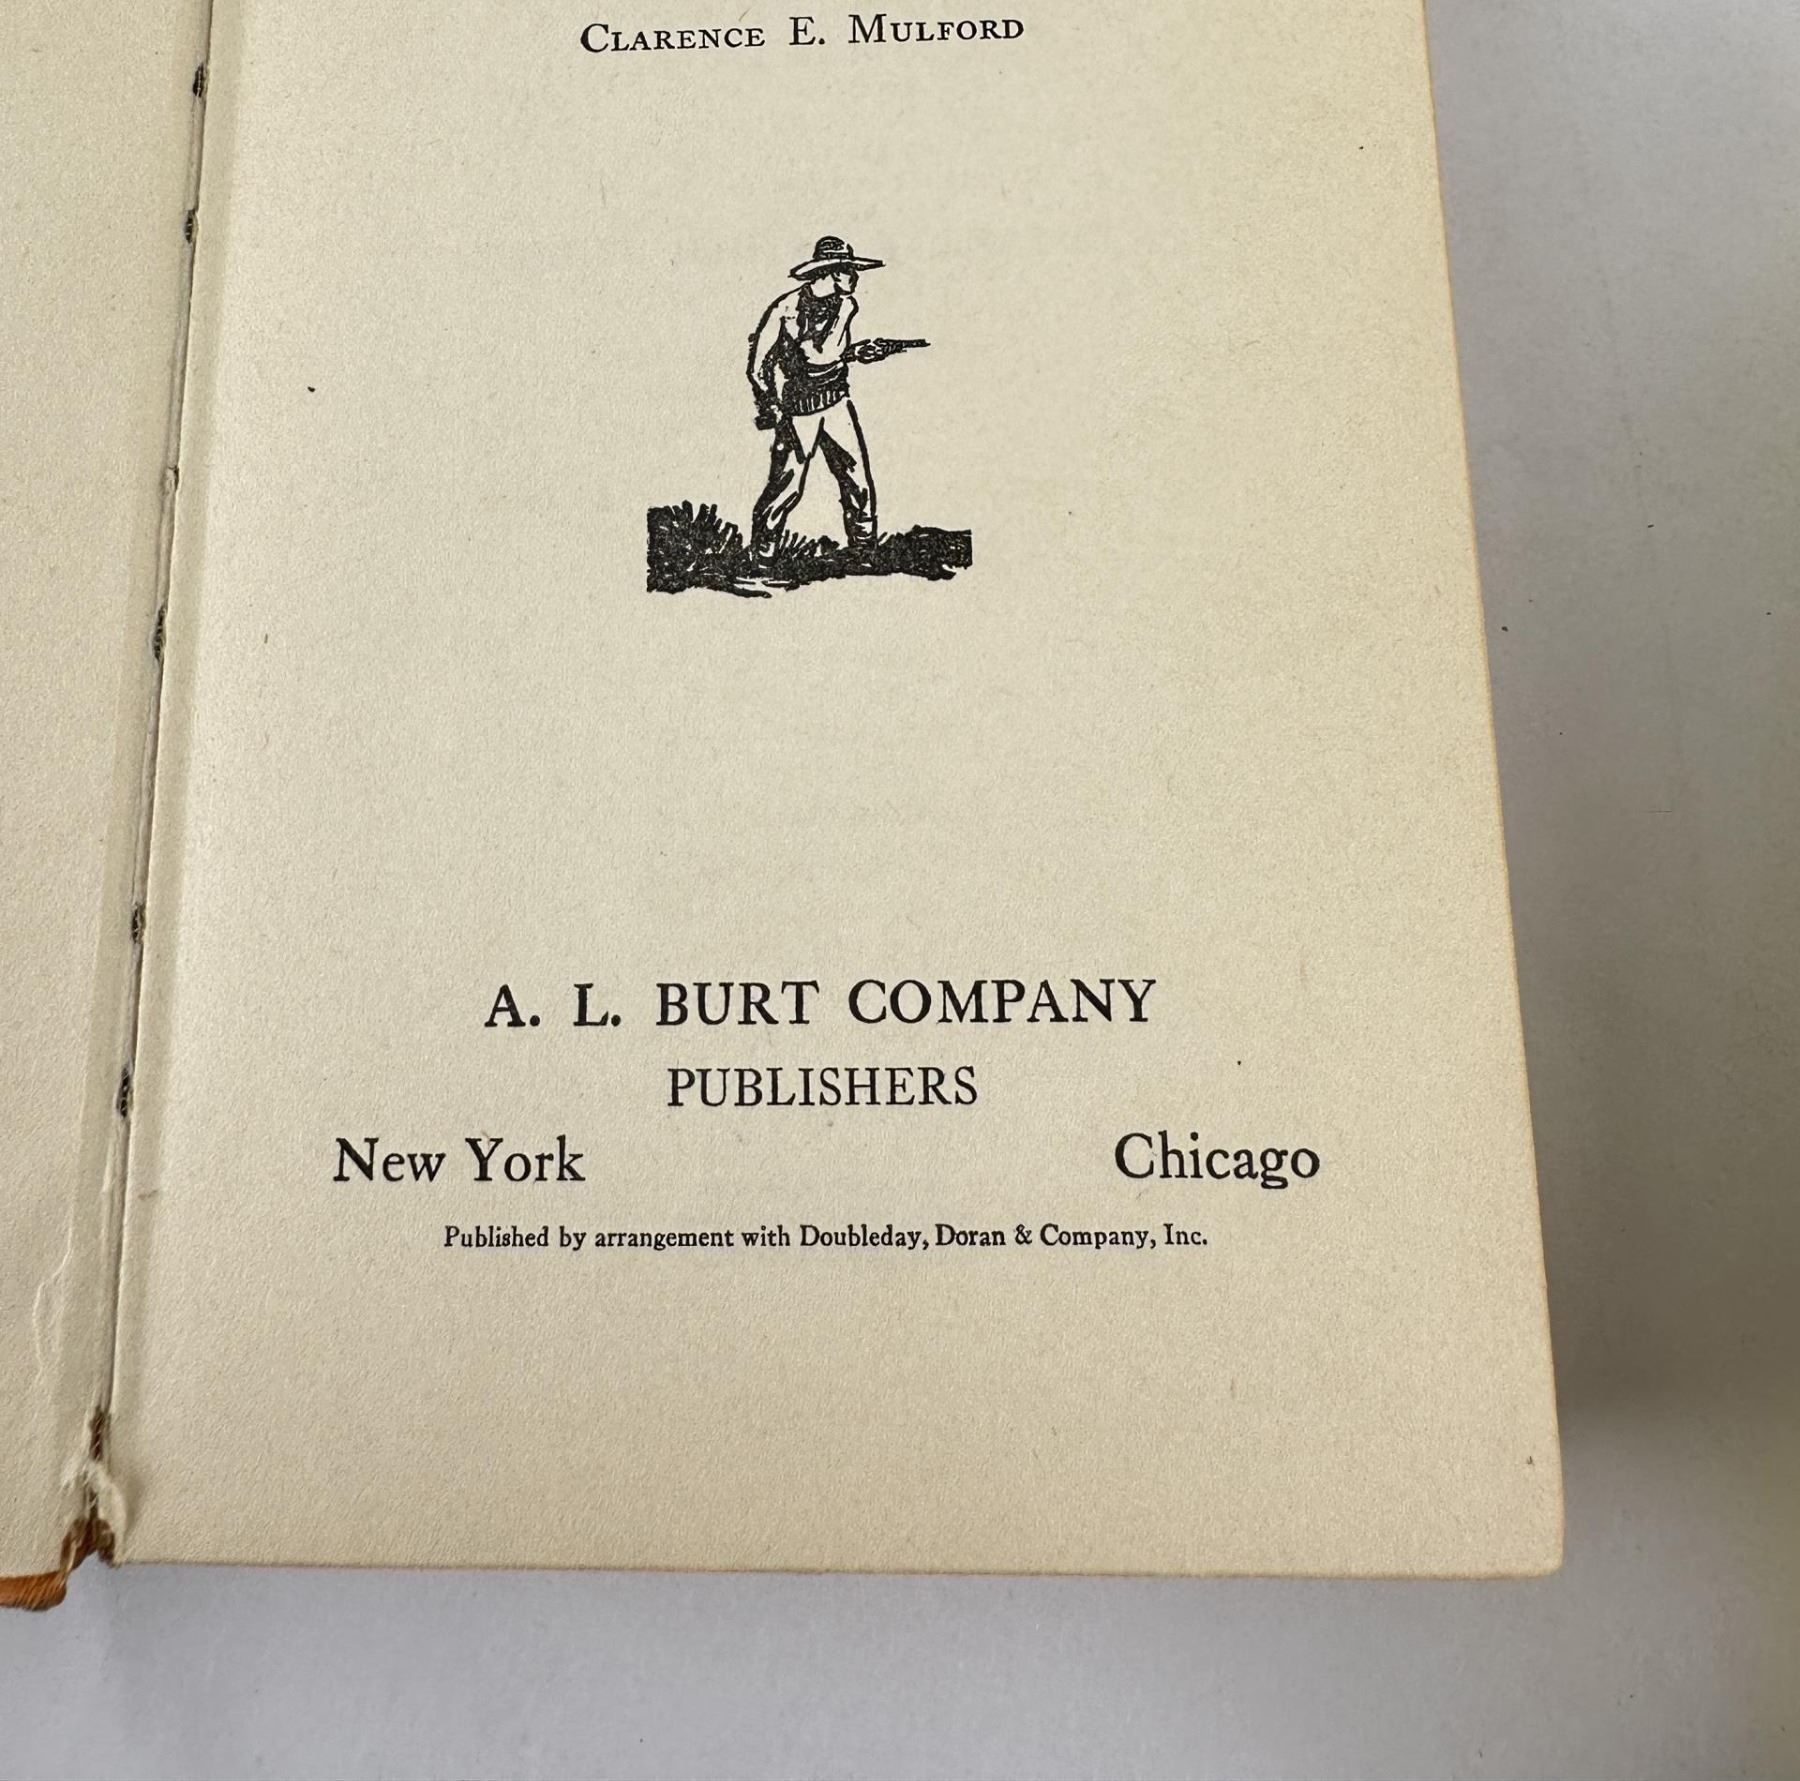 CLARENCE E. MULFORD
A. L. BURT COMPANY
PUBLISHERS
New York Chicago
Published by arrangement with Doubleday, Doran & Company, Inc.